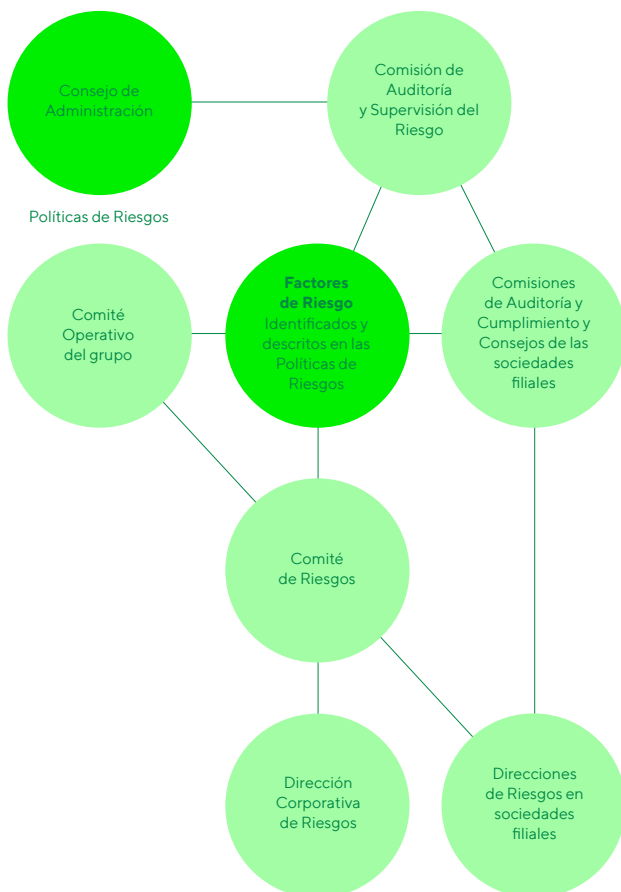 Consejo de
Administración
Comisión de
Auditoría
y Supervisión del
Riesgo
Políticas de Riesgos
Comité
Operativo
del grupo
Factores
de Riesgo
Identificados y
descritos en las
Políticas de
Riesgos
Comisiones
de Auditoría y
Cumplimiento y
Consejos de las
sociedades
filiales
Comité
de Riesgos
Dirección
Corporativa
de Riesgos
Direcciones
de Riesgos en
sociedades
filiales